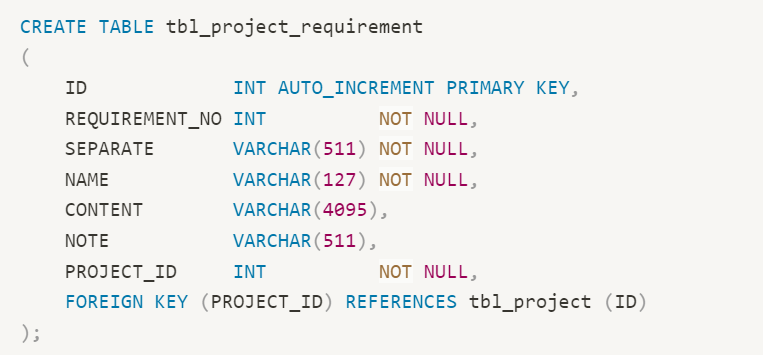 CREATE TABLE tbl_project_requirement
(
    ID             INT AUTO_INCREMENT PRIMARY KEY,
    REQUIREMENT_NO INT          NOT NULL,
    SEPARATE       VARCHAR(511) NOT NULL,
    NAME           VARCHAR(127) NOT NULL,
    CONTENT        VARCHAR(4095),
    NOTE           VARCHAR(511),
    PROJECT_ID     INT          NOT NULL,
    FOREIGN KEY (PROJECT_ID) REFERENCES tbl_project (ID)
);